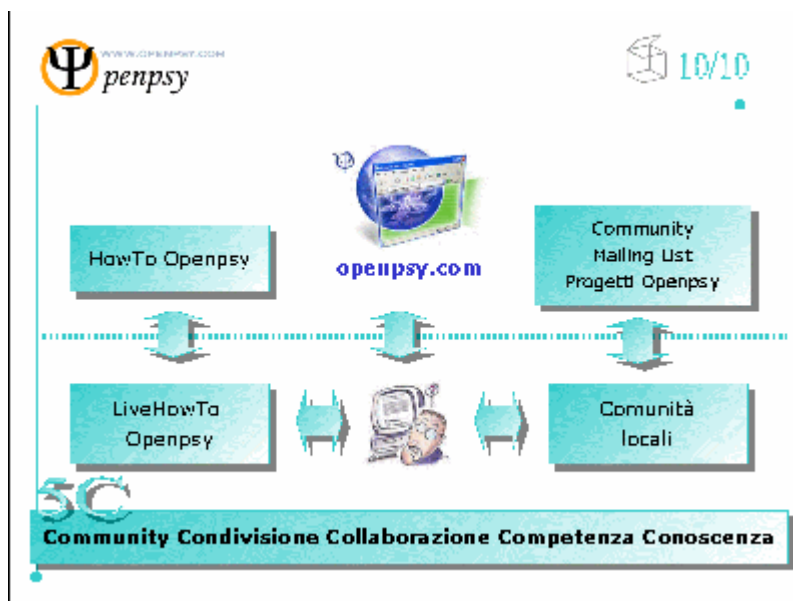 WWW.OPENPSY.COM
Ψ penpsy
10/10
HowTo Openpsy
openpsy.com
Community
Mailing List
Progetti Openpsy
LiveHowTo
Openpsy
Comunità
locali
5C
Community Condivisione Collaborazione Competenza Conoscenza